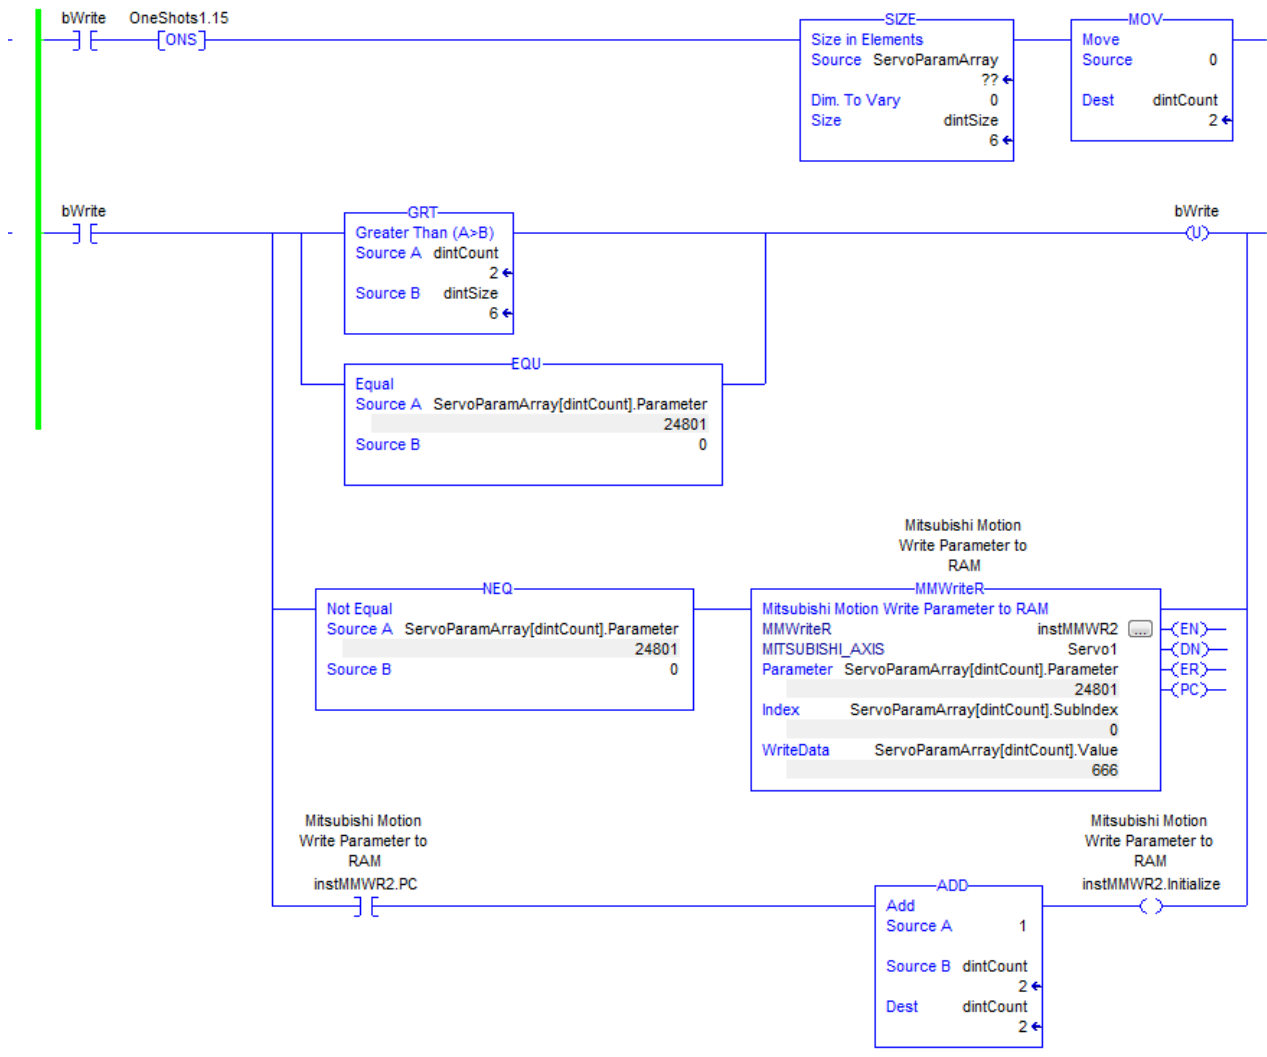 bWrite OneShots1.15
ONS
SIZE
Size in Elements
Source ServoParamArray
??
Dim. To Vary 0
Size dintSize
6
MOV
Move
Source 0
Dest dintCount
2
bWrite
GRT
Greater Than (A>B)
Source A dintCount
2
Source B dintSize
6
bWrite
U
EQU
Equal
Source A ServoParamArray[dintCount].Parameter
24801
Source B 0
NEQ
Not Equal
Source A ServoParamArray[dintCount].Parameter
24801
Source B 0
Mitsubishi Motion
Write Parameter to
RAM
MMWriteR
Mitsubishi Motion Write Parameter to RAM
MMWriteR instMMWR2 ...
MITSUBISHI_AXIS Servo1
Parameter ServoParamArray[dintCount].Parameter
24801
Index ServoParamArray[dintCount].SubIndex
0
WriteData ServoParamArray[dintCount].Value
666
EN
DN
ER
PC
Mitsubishi Motion
Write Parameter to
RAM
instMMWR2.PC
ADD
Add
Source A 1
Source B dintCount
2
Dest dintCount
2
Mitsubishi Motion
Write Parameter to
RAM
instMMWR2.Initialize